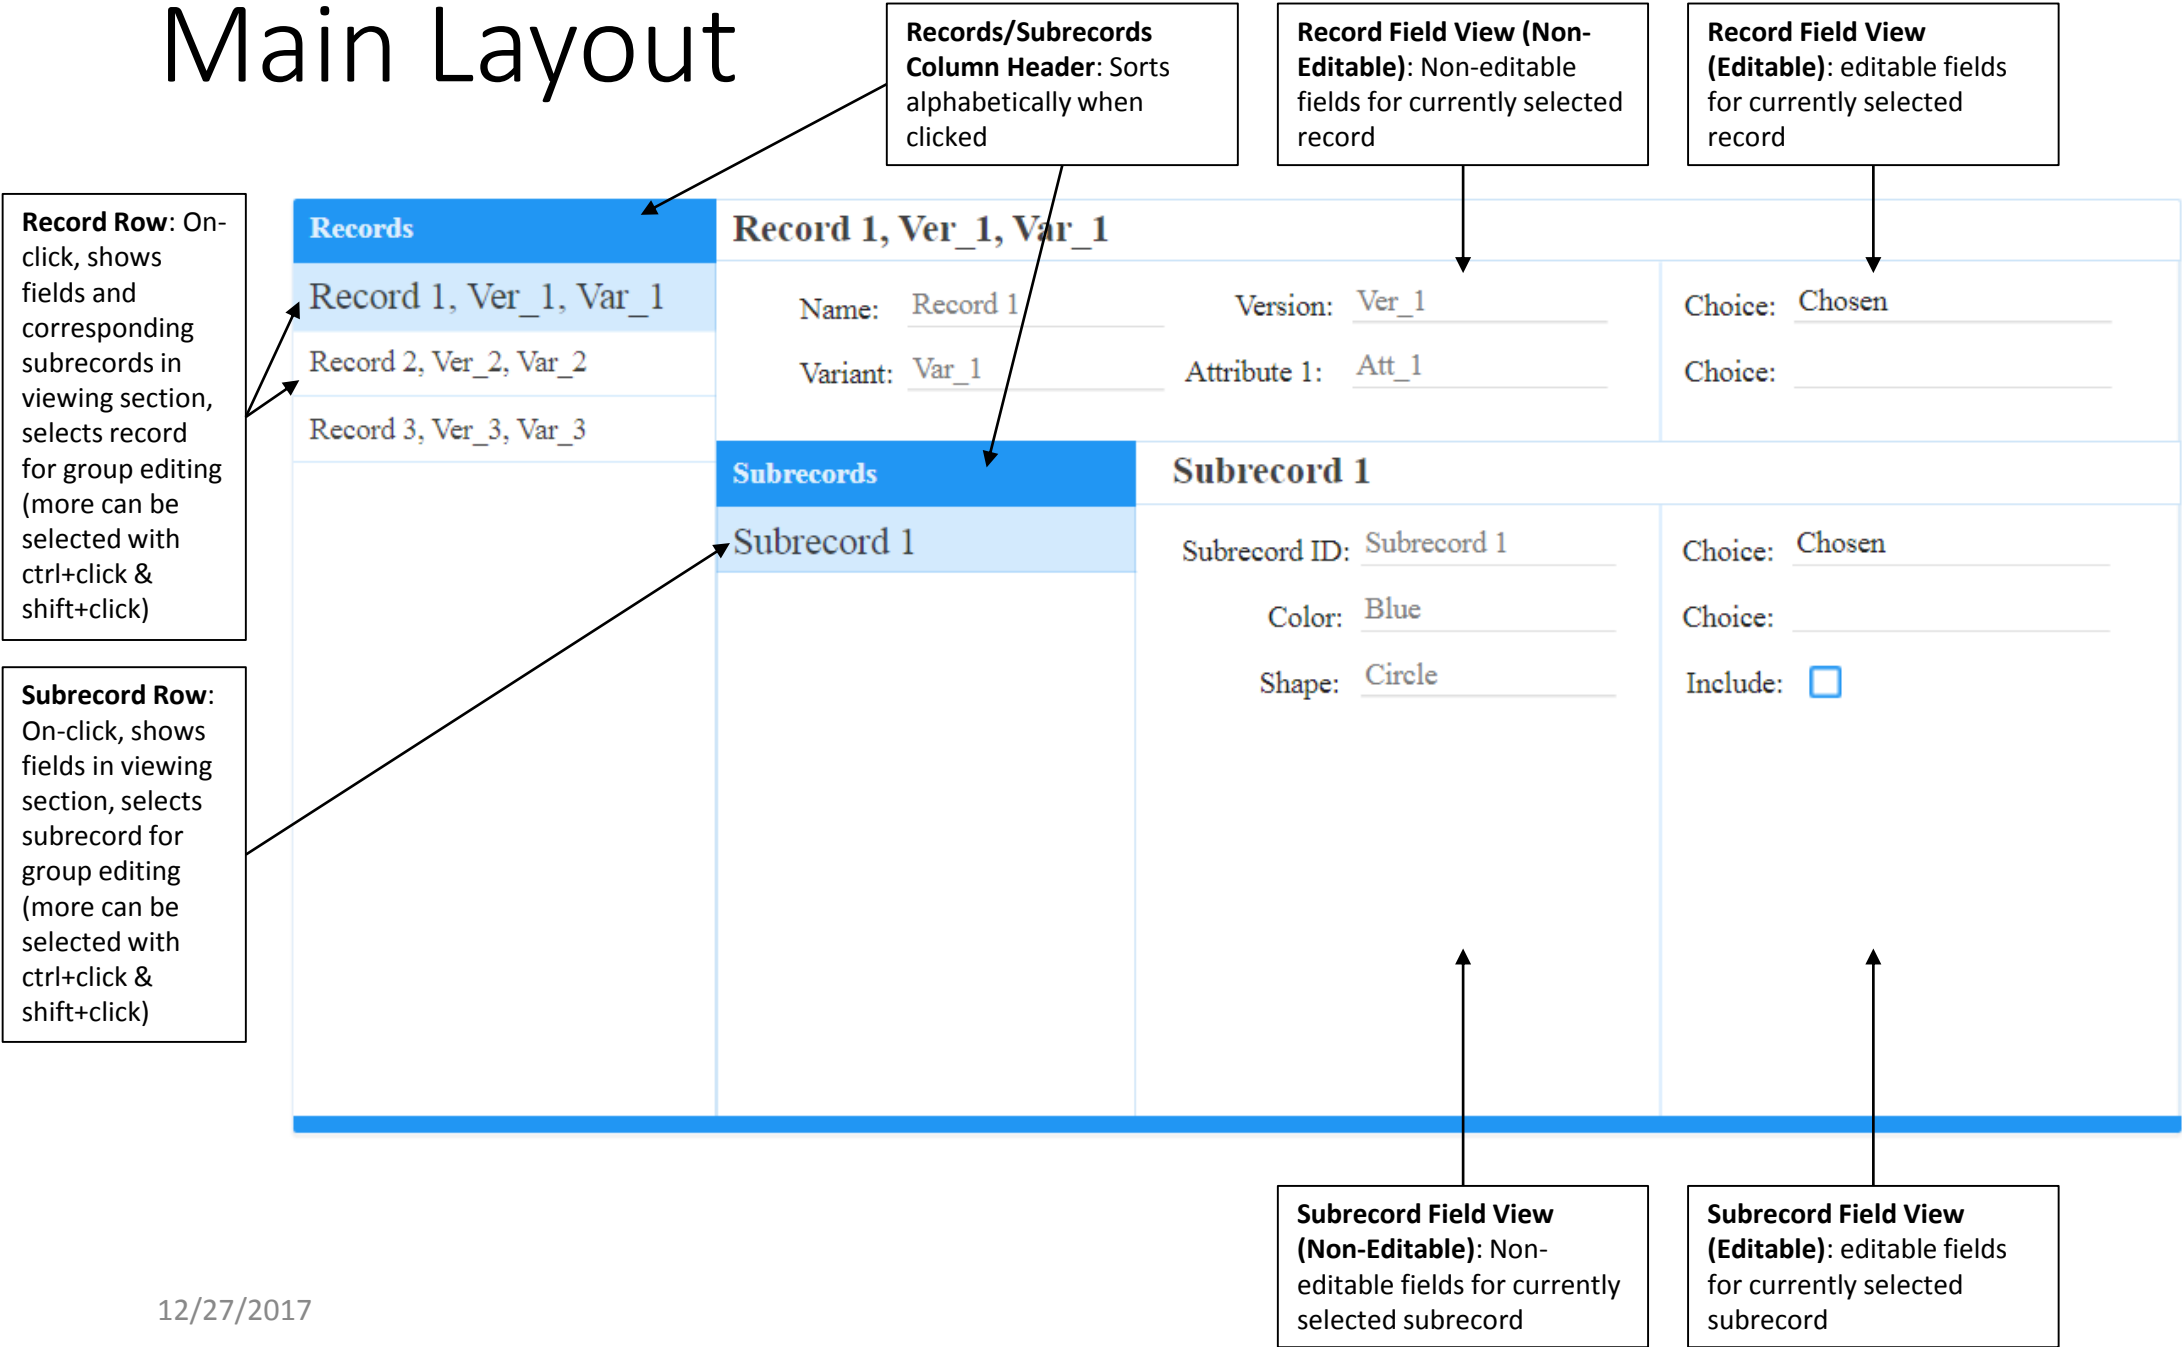 Main Layout
Records/Subrecords
Column Header: Sorts
alphabetically when
clicked
Record Field View (Non-
Editable): Non-editable
fields for currently selected
record
Record Field View
(Editable): editable fields
for currently selected
record
Record Row: On-
click, shows
fields and
corresponding
subrecords in
viewing section,
selects record
for group editing
(more can be
selected with
ctrl+click &
shift+click)
Subrecord Row:
On-click, shows
fields in viewing
section, selects
subrecord for
group editing
(more can be
selected with
ctrl+click &
shift+click)
Records
Record 1, Ver_1, Var_1
Record 2, Ver_2, Var_2
Record 3, Ver_3, Var_3
Record 1, Ver_1, Var_1
Name: Record 1 Version: Ver_1 Choice: Chosen
Variant: Var_1 Attribute 1: Att_1 Choice:
Subrecords
Subrecord 1
Subrecord 1
Subrecord ID: Subrecord 1 Choice: Chosen
Color: Blue Choice:
Shape: Circle Include:
Subrecord Field View
(Non-Editable): Non-
editable fields for currently
selected subrecord
Subrecord Field View
(Editable): editable fields
for currently selected
subrecord
12/27/2017